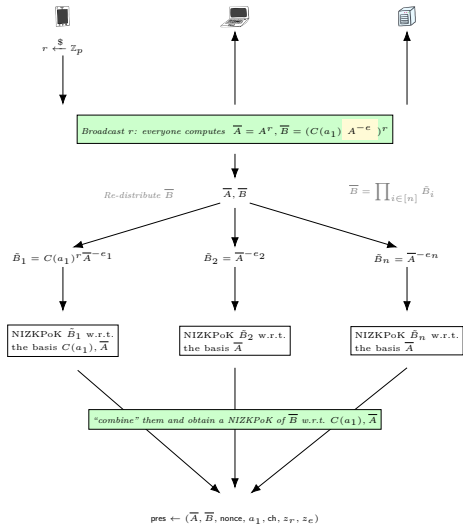 $
r ← ℤₚ
Broadcast r: everyone computes A̅ = Aʳ, B̅ = (C(a₁) A⁻ᵉ )ʳ
Re-distribute B̅
A̅, B̅
B̅ = ∏_{i∈[n]} B̃ᵢ
B̃₁ = C(a₁)ʳ A̅^{−e₁}
B̃₂ = A̅^{−e₂}
B̃ₙ = A̅^{−eₙ}
NIZKPoK B̃₁ w.r.t.
the basis C(a₁), A̅
NIZKPoK B̃₂ w.r.t.
the basis A̅
NIZKPoK B̃ₙ w.r.t.
the basis A̅
“combine” them and obtain a NIZKPoK of B̅ w.r.t. C(a₁), A̅
pres ← (A̅, B̅, nonce, a₁, ch, zᵣ, zₑ)